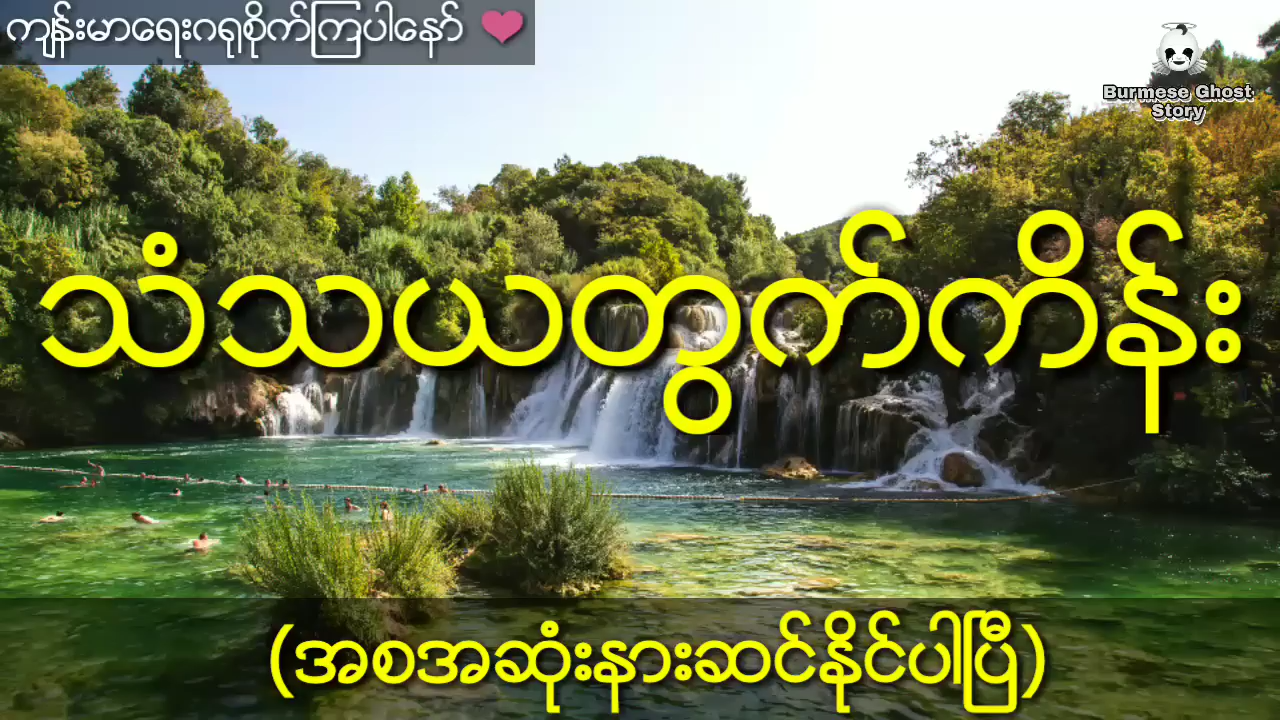 ကျန်းမာရေးဂရုစိုက်ကြပါနော်
Burmese Ghost
Story
သံသယတွက်ကိန်း
(အစအဆုံးနားဆင်နိုင်ပါပြီ)